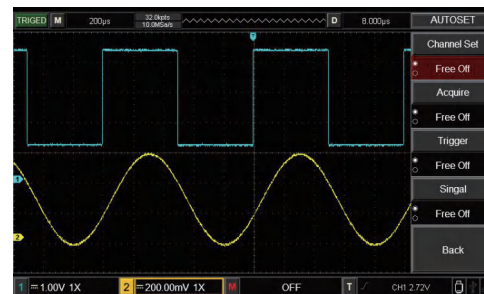 TRIGED M 200μs 32.0kpts D 8.000μs AUTOSET
10.0MSa/s
Channel Set
Free Off
Acquire
Free Off
Trigger
Free Off
Singal
Free Off
Back
1
2
1 1.00V 1X 2 200.00mV 1X M OFF T CH1 2.72V